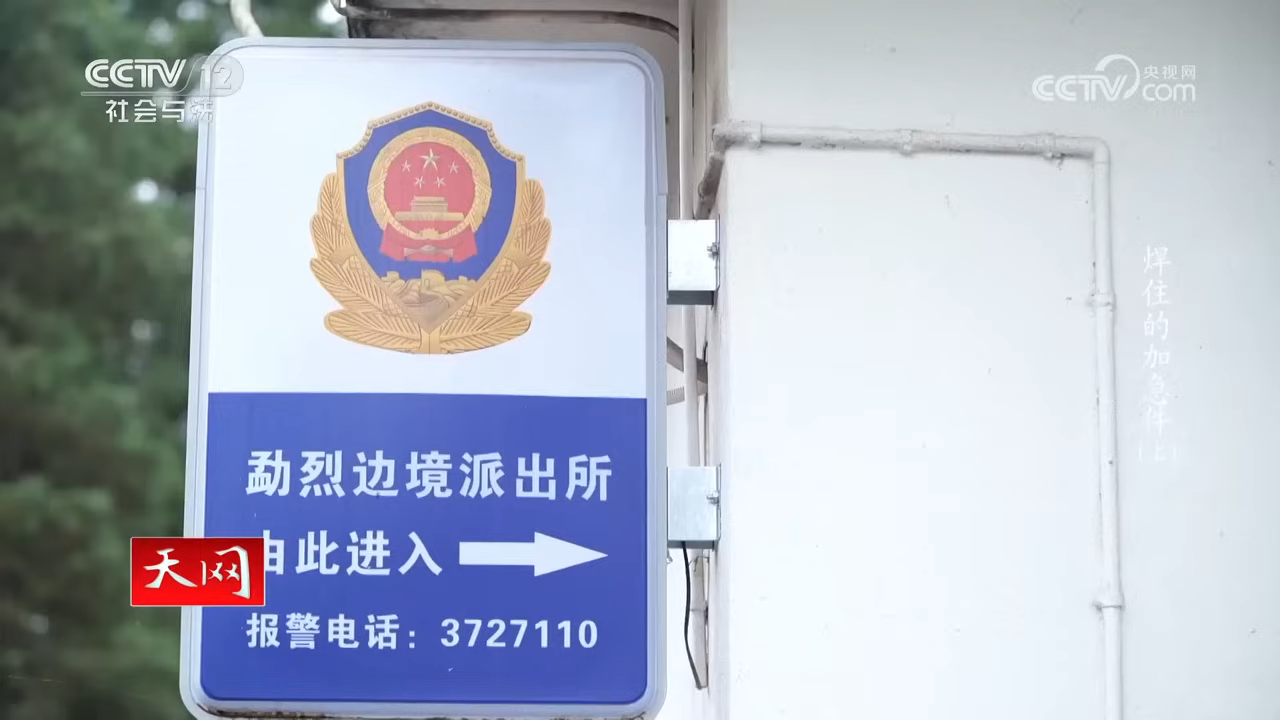 CCTV 12
社会与法
央视网
CCTV.com
勐烈边境派出所
由此进入
报警电话：3727110
天网
焊住的加急件(上)